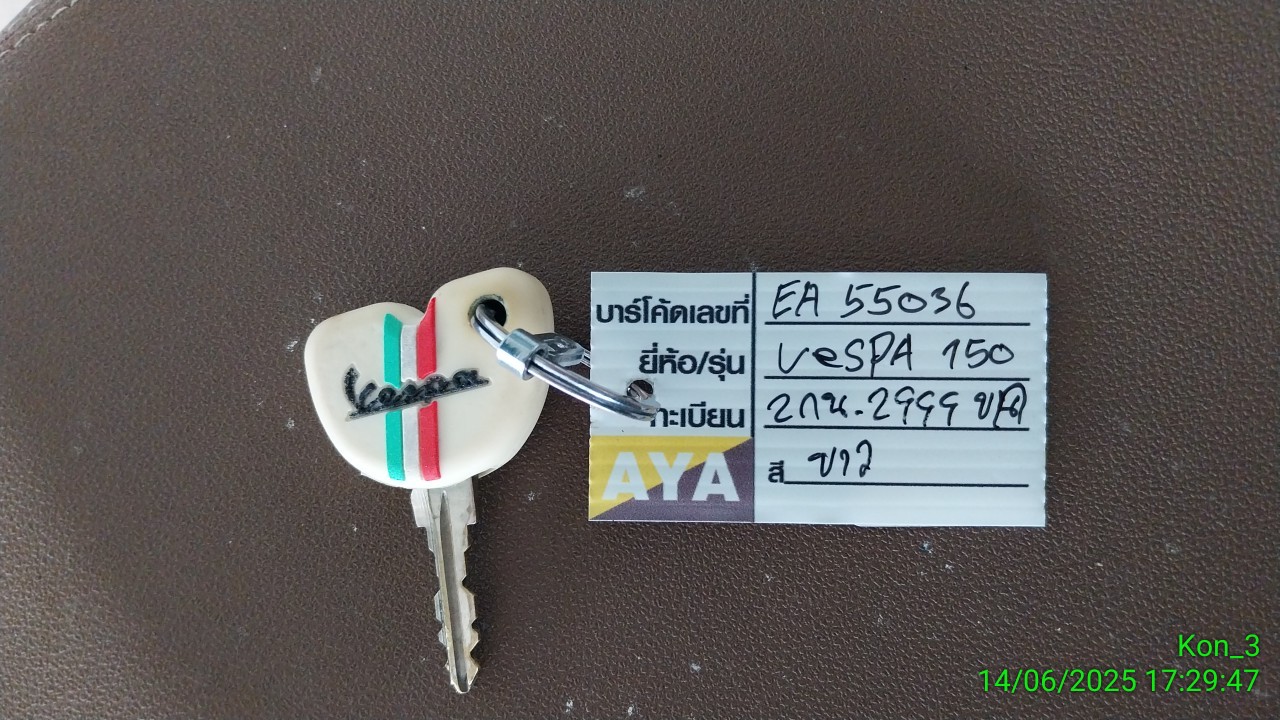 Vespa
บาร์โค้ดเลขที่ EA 55036
ยี่ห้อ/รุ่น VeSPA 150
ทะเบียน 2กน.2999
สี ขาว
AYA
Kon_3
14/06/2025 17:29:47